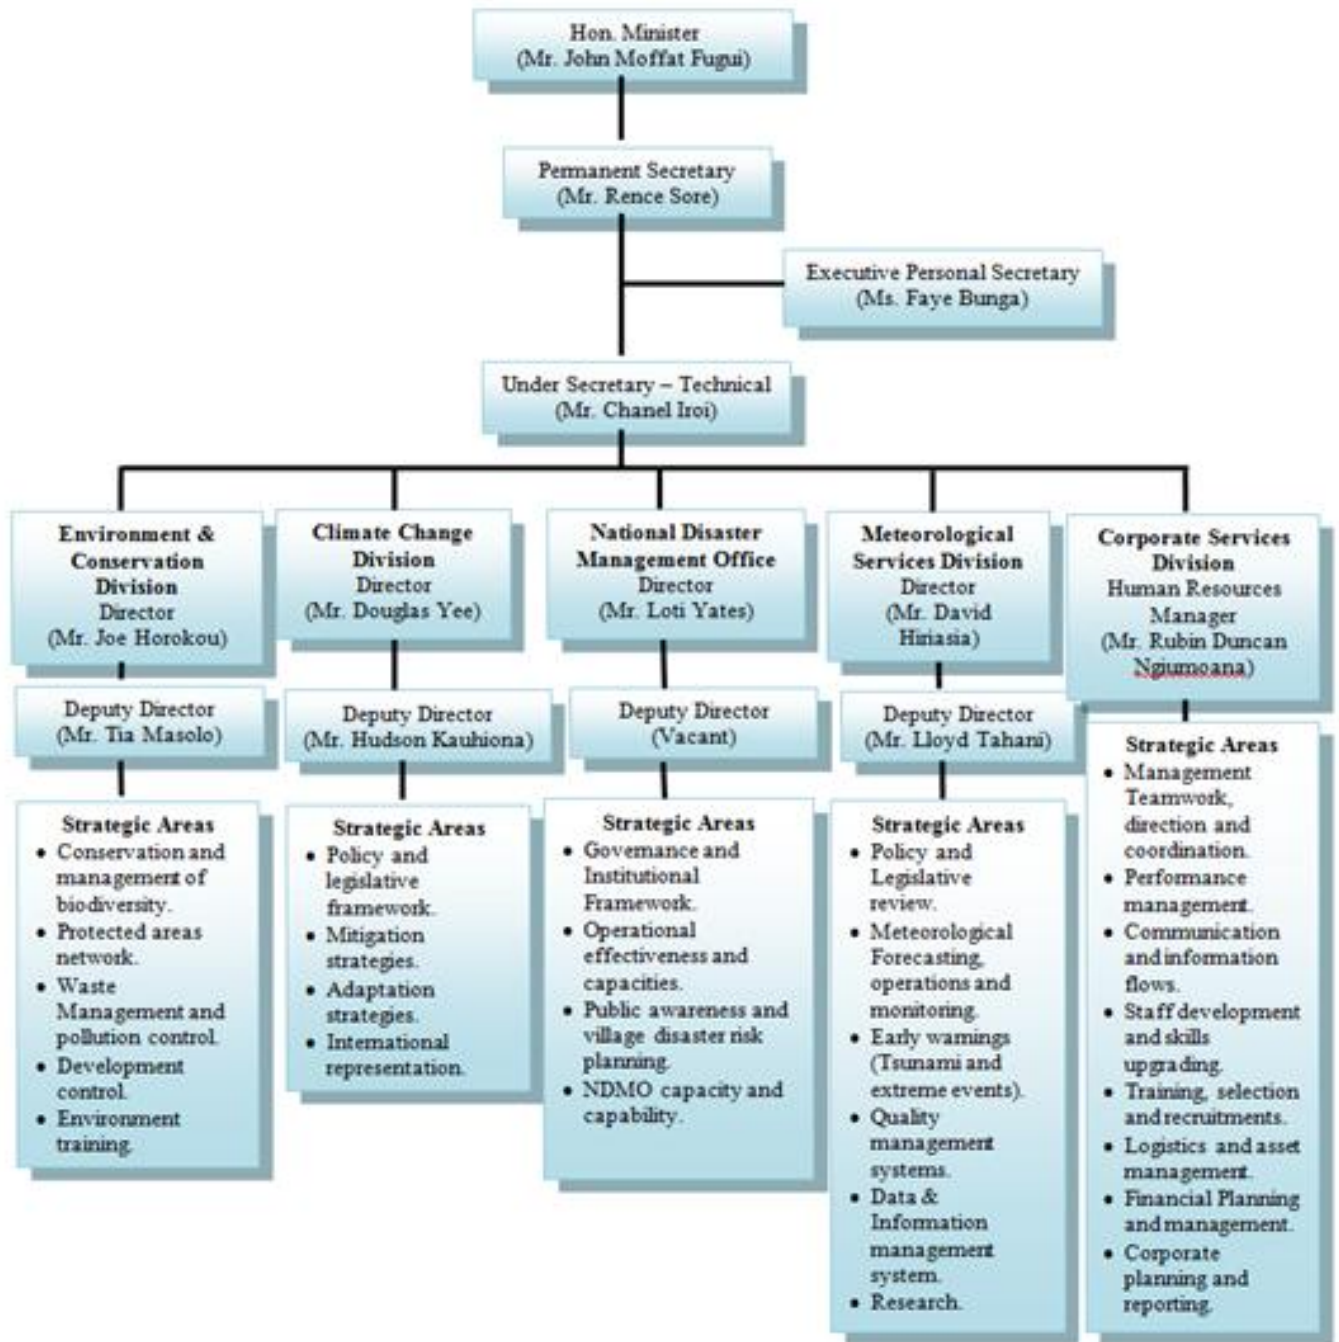 Hon. Minister
(Mr. John Moffat Fugui)
Permanent Secretary
(Mr. Rence Sore)
Executive Personal Secretary
(Ms. Faye Bunga)
Under Secretary – Technical
(Mr. Chanel Iroi)
Environment &
Conservation
Division
Director
(Mr. Joe Horokou)
Deputy Director
(Mr. Tia Masolo)
Strategic Areas
• Conservation and
management of
biodiversity.
• Protected areas
network.
• Waste
Management and
pollution control.
• Development
control.
• Environment
training.
Climate Change
Division
Director
(Mr. Douglas Yee)
Deputy Director
(Mr. Hudson Kauhiona)
Strategic Areas
• Policy and
legislative
framework.
• Mitigation
strategies.
• Adaptation
strategies.
• International
representation.
National Disaster
Management Office
Director
(Mr. Loti Yates)
Deputy Director
(Vacant)
Strategic Areas
• Governance and
Institutional
Framework.
• Operational
effectiveness and
capacities.
• Public awareness and
village disaster risk
planning.
• NDMO capacity and
capability.
Meteorological
Services Division
Director
(Mr. David
Hiriasia)
Deputy Director
(Mr. Lloyd Tahani)
Strategic Areas
• Policy and
Legislative
review.
• Meteorological
Forecasting,
operations and
monitoring.
• Early warnings
(Tsunami and
extreme events).
• Quality
management
systems.
• Data &
Information
management
system.
• Research.
Corporate Services
Division
Human Resources
Manager
(Mr. Rubin Duncan
Ngiumoana)
Strategic Areas
• Management
Teamwork,
direction and
coordination.
• Performance
management.
• Communication
and information
flows.
• Staff development
and skills
upgrading.
• Training, selection
and recruitments.
• Logistics and asset
management.
• Financial Planning
and management.
• Corporate
planning and
reporting.